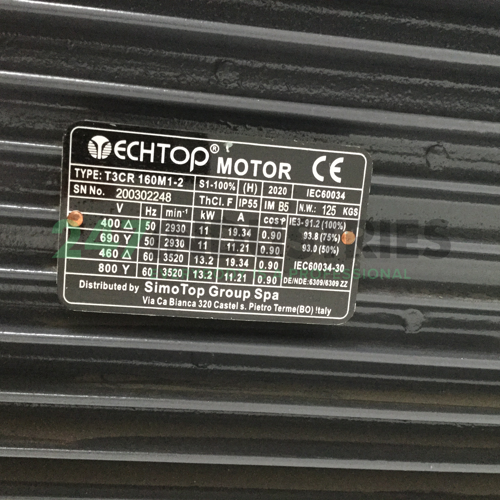 TECHTOP® MOTOR CE
TYPE: T3CR 160M1-2 S1-100% (H) 2020 IEC60034
SN No. 200302248 ThCl. F IP55 IM B5 N.W.: 125 KGS
V Hz min-1 kW A cosφ IE3-91.2 (100%)
400 Δ 50 2930 11 19.34 0.90 93.8 (75%)
690 Y 50 2930 11 11.21 0.90 93.0 (50%)
460 Δ 60 3520 13.2 19.34 0.90 IEC60034-30
800 Y 60 3520 13.2 11.21 0.90 DE/NDE:6309/6309 ZZ
Distributed by SimoTop Group Spa
Via Ca Bianca 320 Castel s. Pietro Terme(BO) Italy